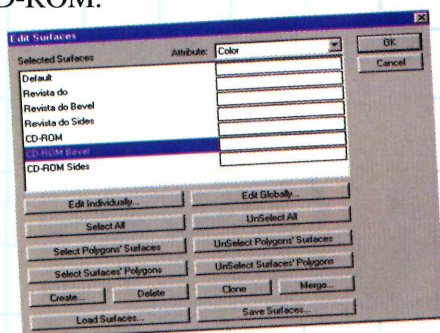 D-ROM.
Edit Surfaces
Selected Surfaces Attribute: Color
Default
Revista do
Revista do Bevel
Revista do Sides
CD-ROM
CD-ROM Bevel
CD-ROM Sides
OK
Cancel
Edit Individually... Edit Globally...
Select All UnSelect All
Select Polygons' Surfaces UnSelect Polygons' Surfaces
Select Surfaces' Polygons UnSelect Surfaces' Polygons
Create... Delete Clone Merge...
Load Surfaces... Save Surfaces...